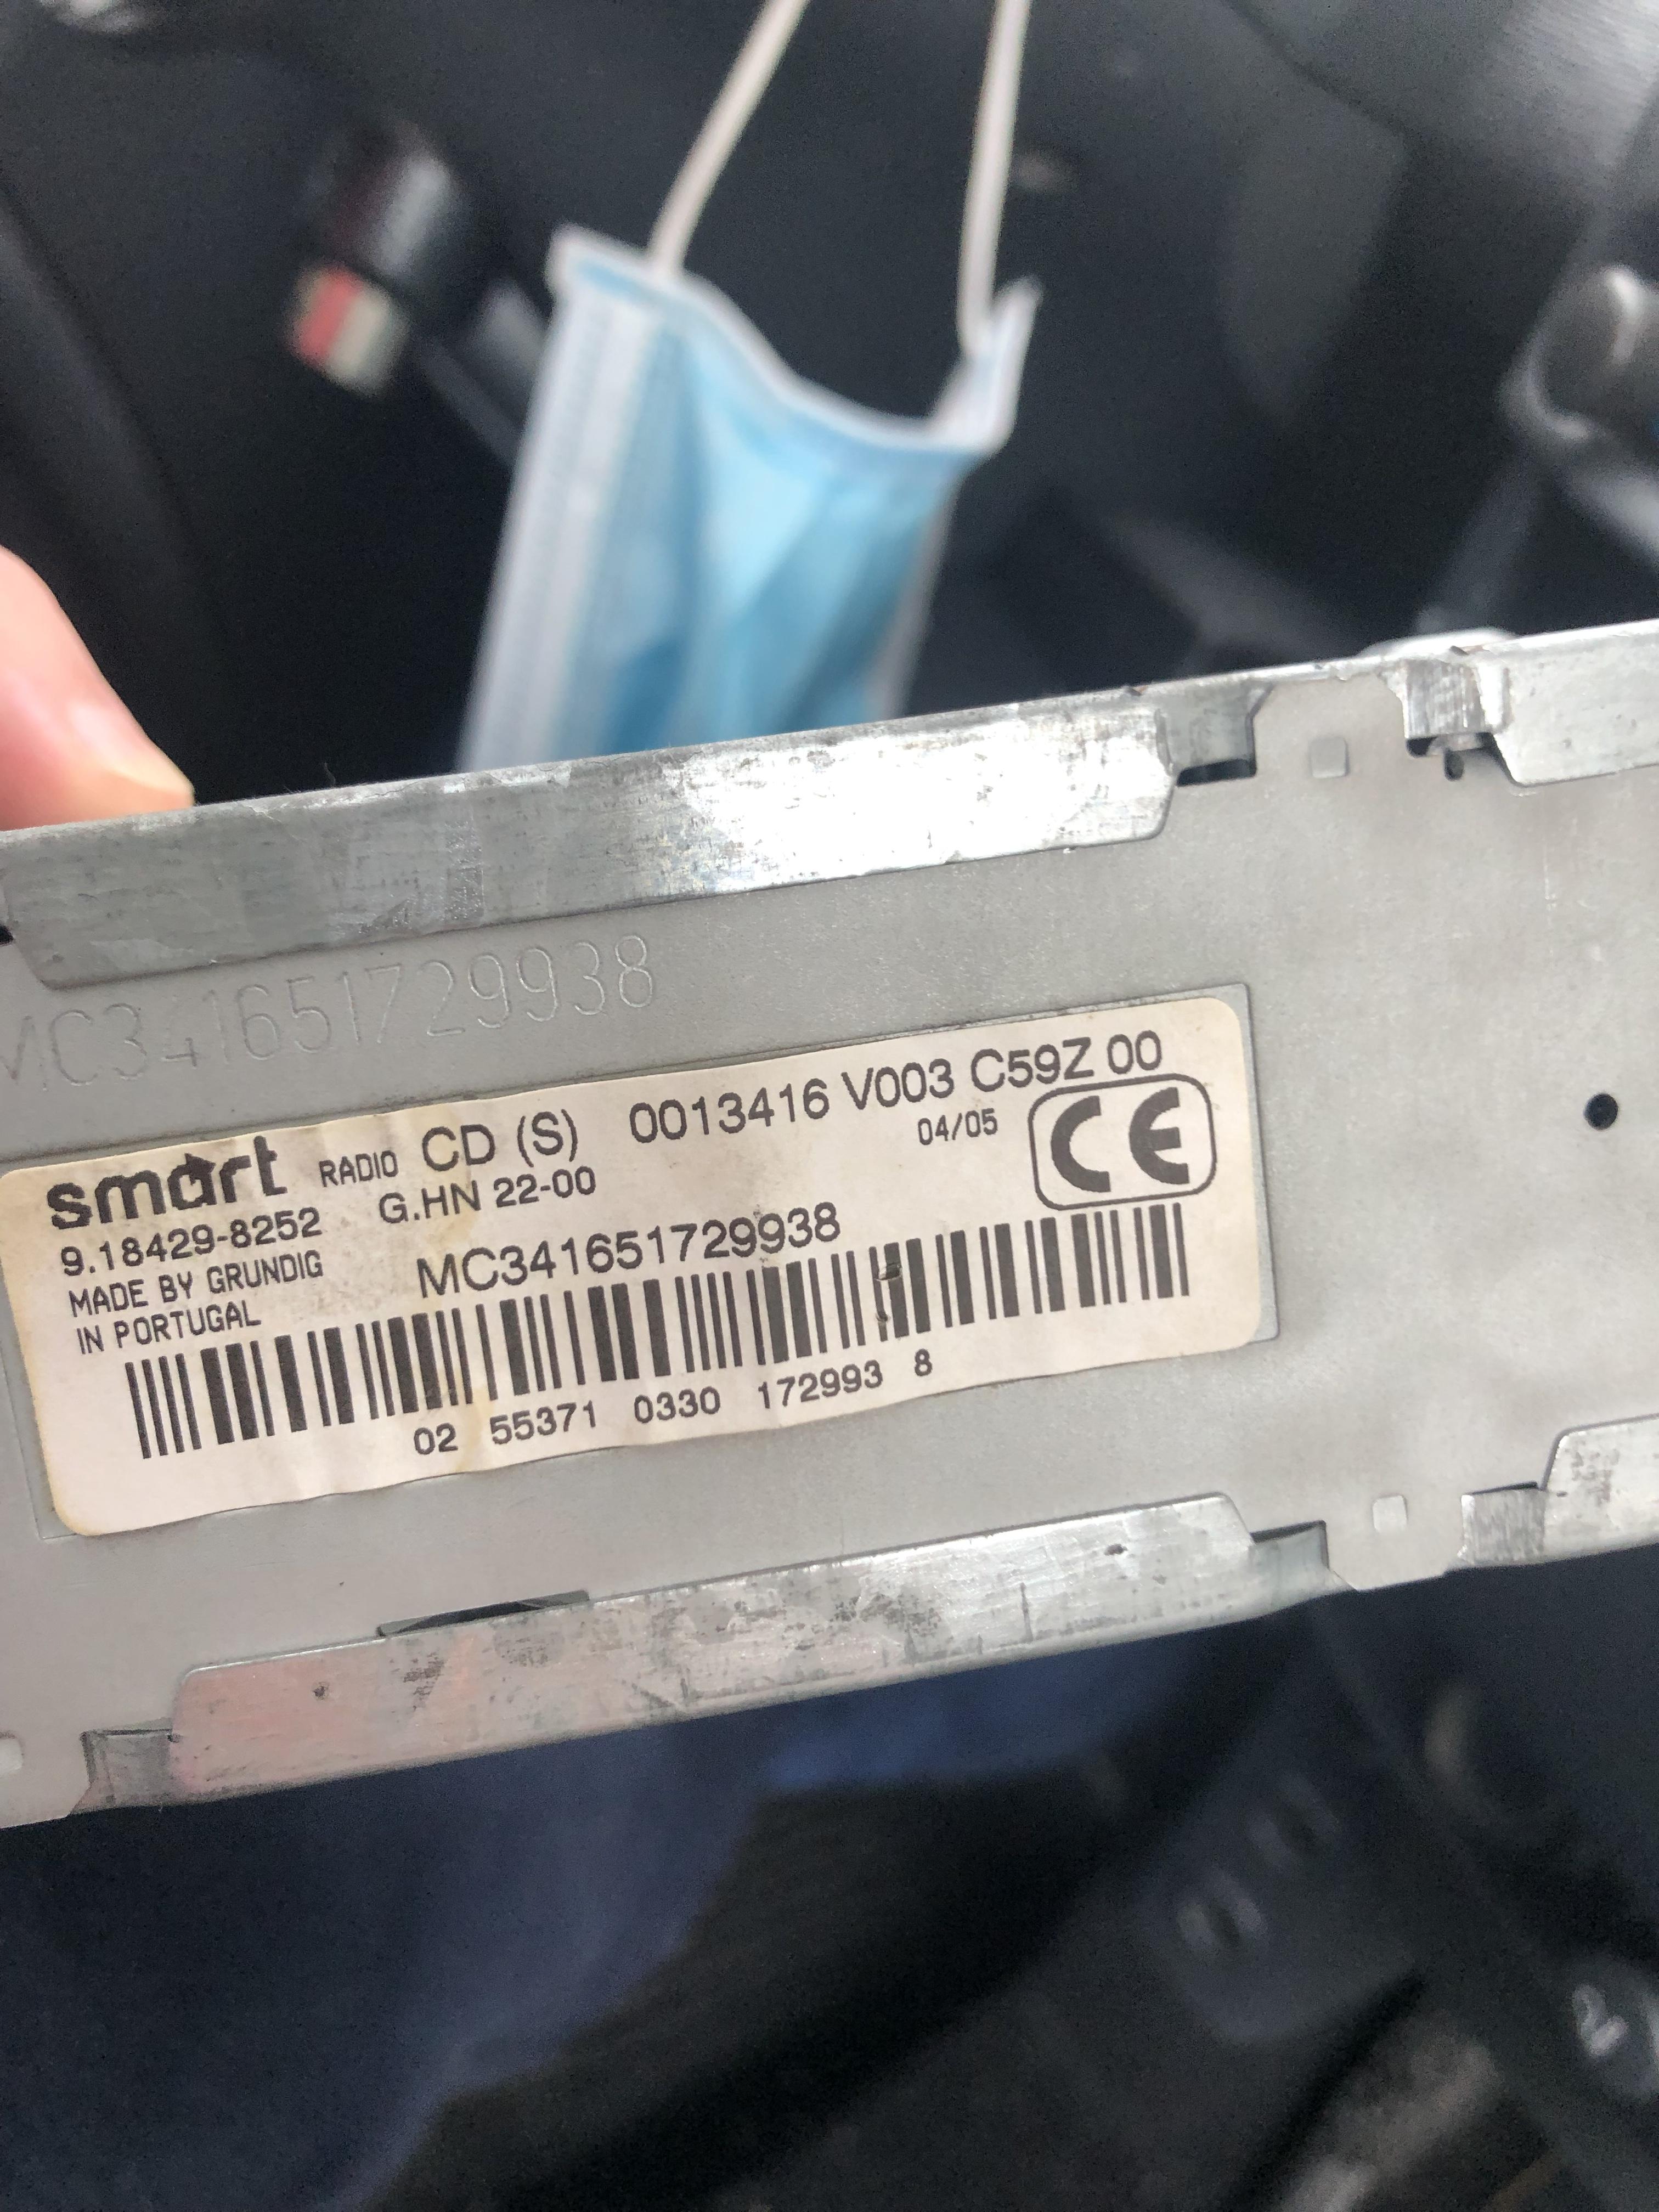 MC341651729938
smart RADIO CD (S) 0013416 V003 C59Z 00
9.18429-8252 G.HN 22-00 04/05 CE
MADE BY GRUNDIG MC341651729938
IN PORTUGAL
02 55371 0330 172993 8
2